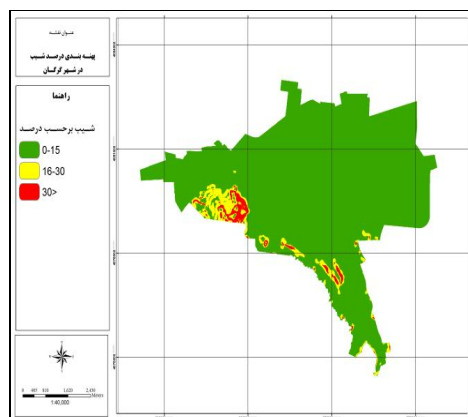 عنوان نقشه
پهنه بندی درصد شیب
در شهر گرگان
راهنما
شیب برحسب درصد
0-15
16-30
30>
1:40,000